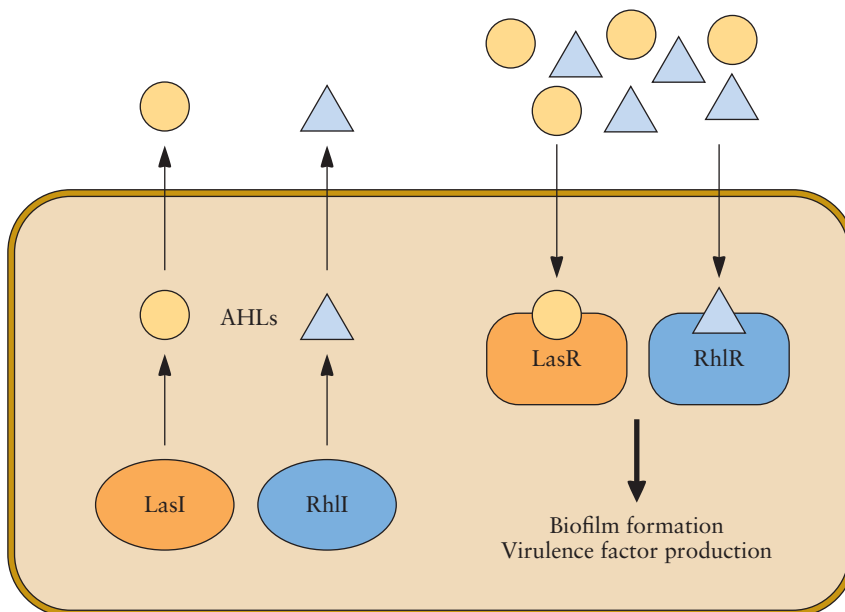 AHLs
LasR
RhlR
LasI
RhlI
Biofilm formation
Virulence factor production